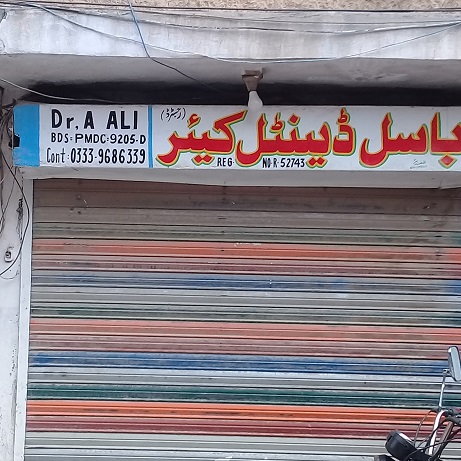 Dr, A ALI
BDS: PMDC-9205-D
Cont: 0333-9686339
(رجسٹرڈ)
باسل ڈینٹل کیئر
REG NO R: 52743